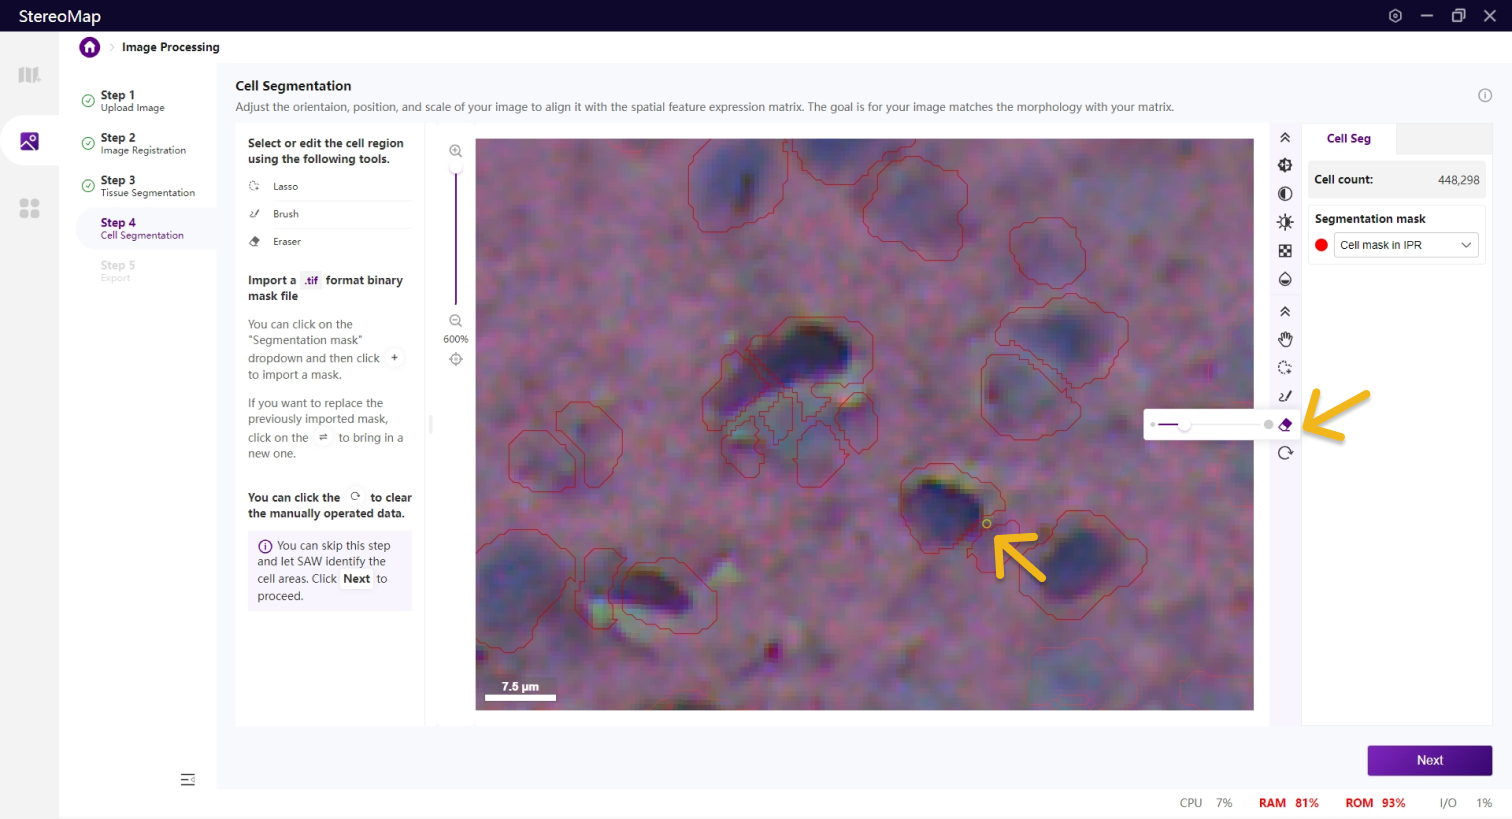 StereoMap
Image Processing
Step 1
Upload Image
Step 2
Image Registration
Step 3
Tissue Segmentation
Step 4
Cell Segmentation
Step 5
Export
Cell Segmentation
Adjust the orientaion, position, and scale of your image to align it with the spatial feature expression matrix. The goal is for your image matches the morphology with your matrix.
Select or edit the cell region
using the following tools.
Lasso
Brush
Eraser
Import a .tif format binary
mask file
You can click on the
"Segmentation mask"
dropdown and then click +
to import a mask.
If you want to replace the
previously imported mask,
click on the ⇌ to bring in a
new one.
You can click the ⟳ to clear
the manually operated data.
You can skip this step
and let SAW identify the
cell areas. Click Next to
proceed.
600%
7.5 µm
Cell Seg
Cell count: 448,298
Segmentation mask
Cell mask in IPR
Next
CPU 7% RAM 81% ROM 93% I/O 1%